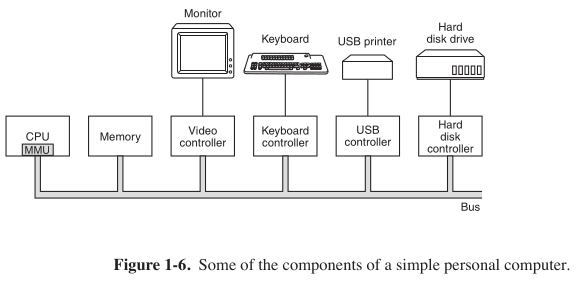 Monitor
Keyboard
USB printer
Hard
disk drive
CPU
MMU
Memory
Video
controller
Keyboard
controller
USB
controller
Hard
disk
controller
Bus
Figure 1-6. Some of the components of a simple personal computer.